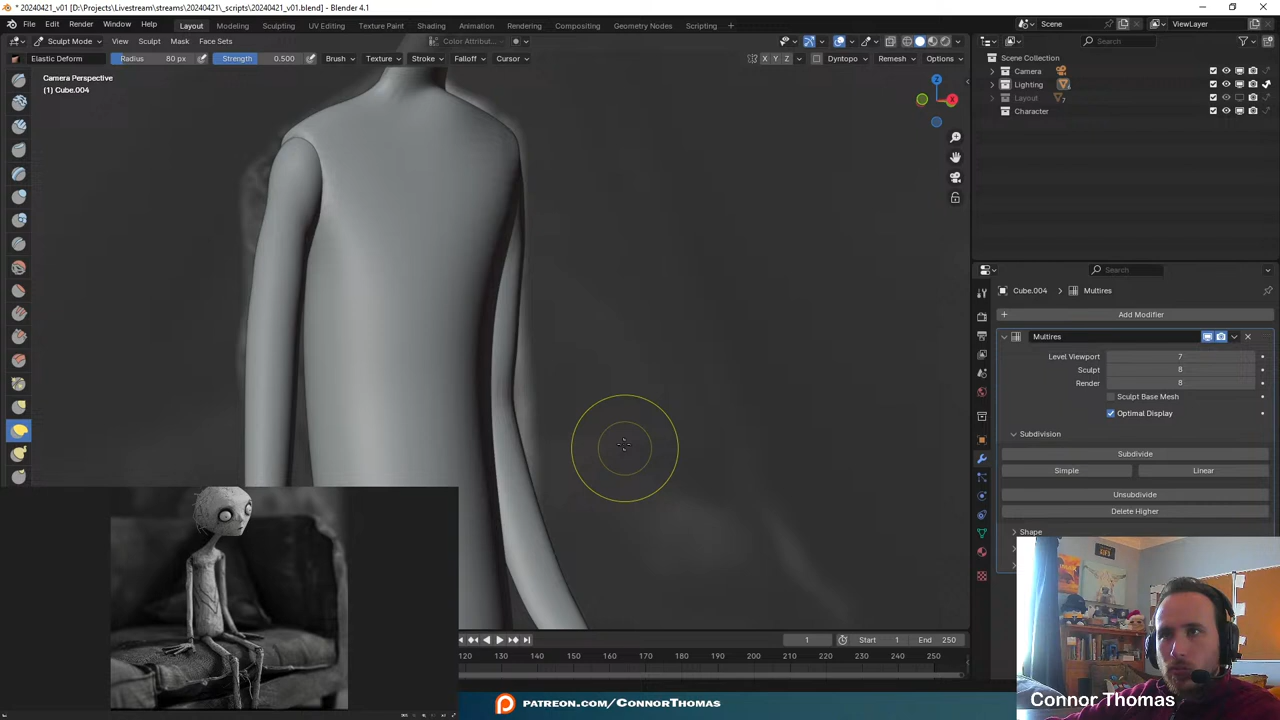 * 20240421_v01 [D:\Projects\Livestream\streams\20240421\_scripts\20240421_v01.blend] - Blender 4.1
File Edit Render Window Help Layout Modeling Sculpting UV Editing Texture Paint Shading Animation Rendering Compositing Geometry Nodes Scripting + Scene ViewLayer
Sculpt Mode View Sculpt Mask Face Sets Color Attribut... Search
Elastic Deform Radius 80 px Strength 0.500 Brush Texture Stroke Falloff Cursor X Y Z Dyntopo Remesh Options
Camera Perspective
(1) Cube.004
Z
X
Scene Collection
Camera
Lighting
Layout
Character
Search
Cube.004 Multires
Add Modifier
Multires
Level Viewport 7
Sculpt 8
Render 8
Sculpt Base Mesh
Optimal Display
Subdivision
Subdivide
Simple Linear
Unsubdivide
Delete Higher
Shape
1 Start 1 End 250
120 130 140 150 160 170 180 190 200 210 220 230 240 250
PATREON.COM/CONNORTHOMAS
Connor Thomas